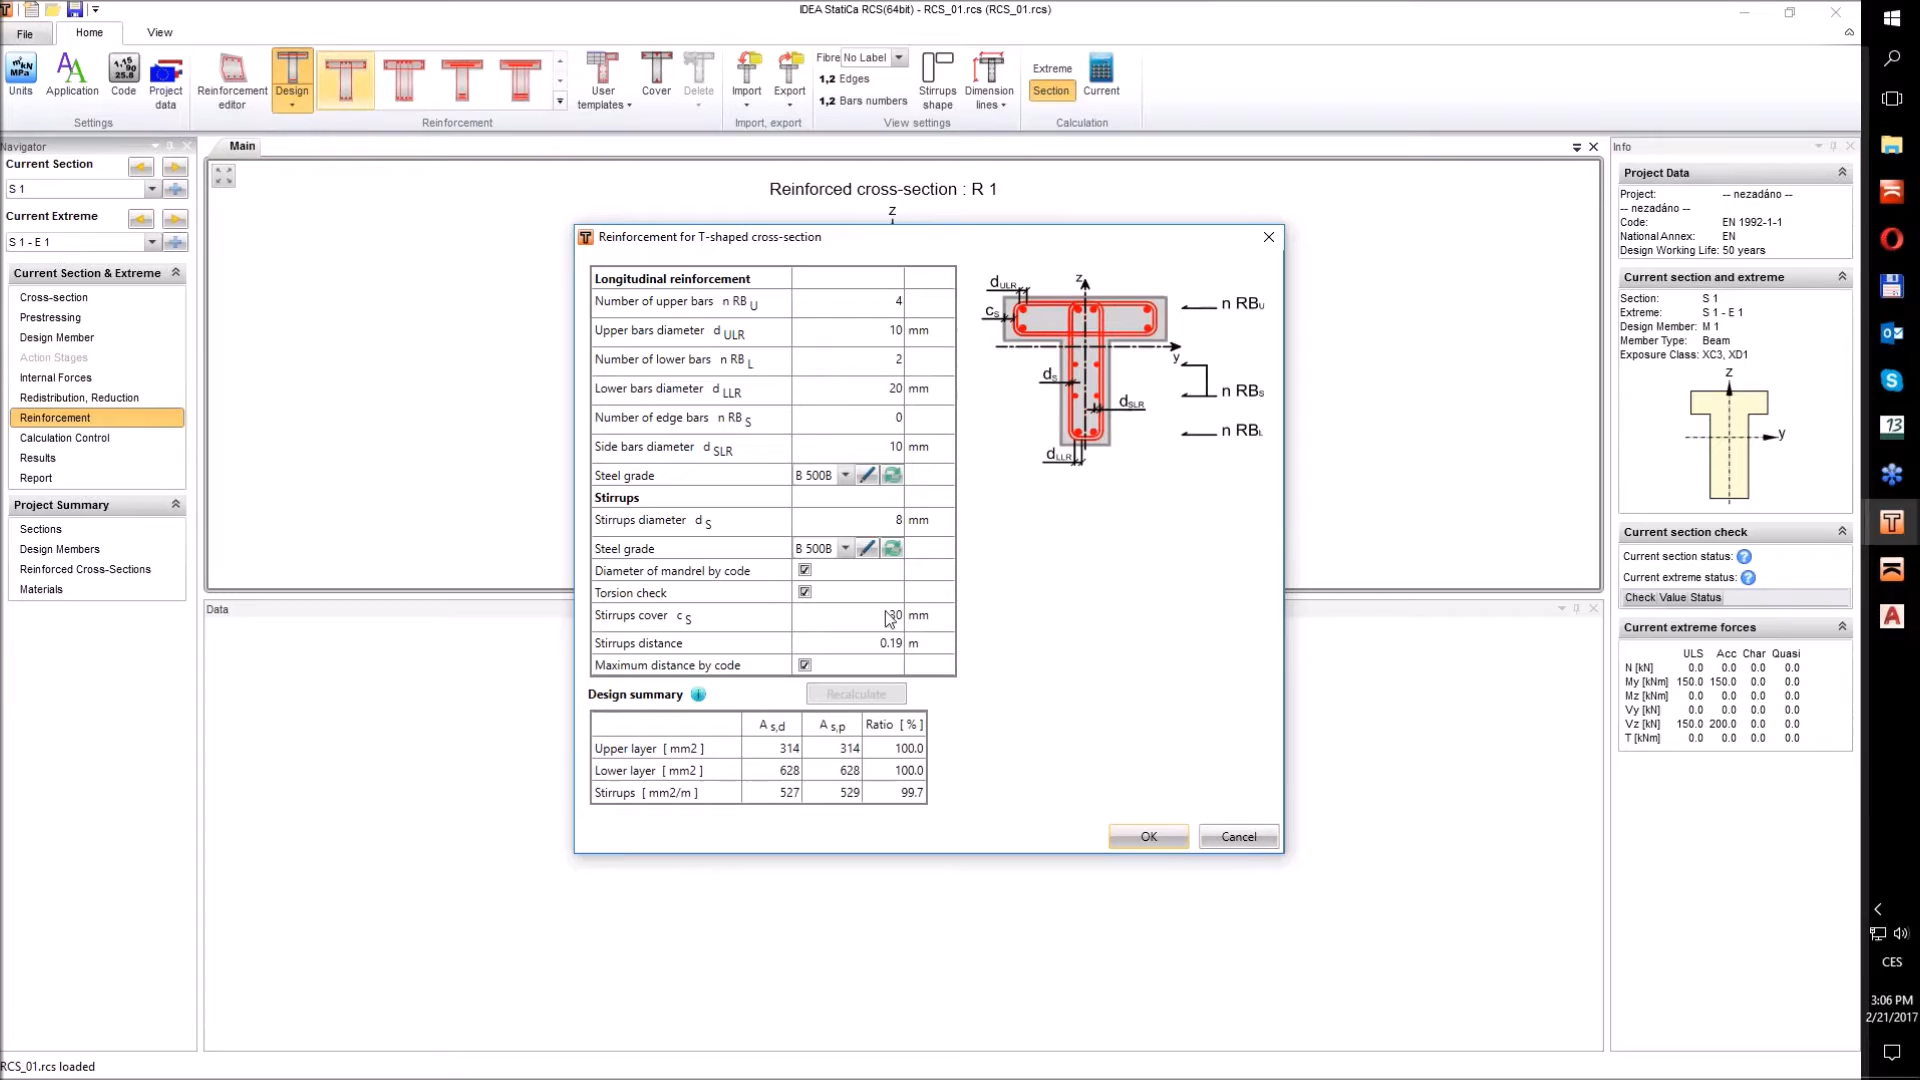 IDEA StatiCa RCS(64bit) - RCS_01.rcs (RCS_01.rcs)
File Home View
Units Application Code Project data
Settings
Reinforcement editor Design User templates Cover Delete
Reinforcement
Import Export
Import, export
Fibre No Label
1,2 Edges
1,2 Bars numbers
Stirrups shape Dimension lines
View settings
Extreme
Section Current
Calculation
Navigator
Current Section
S 1
Current Extreme
S 1 - E 1
Current Section & Extreme
Cross-section
Prestressing
Design Member
Action Stages
Internal Forces
Redistribution, Reduction
Reinforcement
Calculation Control
Results
Report
Project Summary
Sections
Design Members
Reinforced Cross-Sections
Materials
Main
Reinforced cross-section : R 1
z
Reinforcement for T-shaped cross-section
Longitudinal reinforcement
Number of upper bars n RB U 4
Upper bars diameter d ULR 10 mm
Number of lower bars n RB L 2
Lower bars diameter d LLR 20 mm
Number of edge bars n RB S 0
Side bars diameter d SLR 10 mm
Steel grade B 500B
Stirrups
Stirrups diameter d S 8 mm
Steel grade B 500B
Diameter of mandrel by code
Torsion check
Stirrups cover c S 30 mm
Stirrups distance 0.19 m
Maximum distance by code
Design summary Recalculate
A s,d A s,p Ratio [ % ]
Upper layer [ mm2 ] 314 314 100.0
Lower layer [ mm2 ] 628 628 100.0
Stirrups [ mm2/m ] 527 529 99.7
OK Cancel
dULR z
cS n RBU
y
dS n RBS
dSLR
n RBL
dLLR
Data
Info
Project Data
Project: -- nezadáno --
-- nezadáno --
Code: EN 1992-1-1
National Annex: EN
Design Working Life: 50 years
Current section and extreme
Section: S 1
Extreme: S 1 - E 1
Design Member: M 1
Member Type: Beam
Exposure Class: XC3, XD1
z
y
Current section check
Current section status:
Current extreme status:
Check Value Status
Current extreme forces
ULS Acc Char Quasi
N [kN] 0.0 0.0 0.0 0.0
My [kNm] 150.0 150.0 0.0 0.0
Mz [kNm] 0.0 0.0 0.0 0.0
Vy [kN] 0.0 0.0 0.0 0.0
Vz [kN] 150.0 200.0 0.0 0.0
T [kNm] 0.0 0.0 0.0 0.0
13
CES
3:06 PM
2/21/2017
RCS_01.rcs loaded